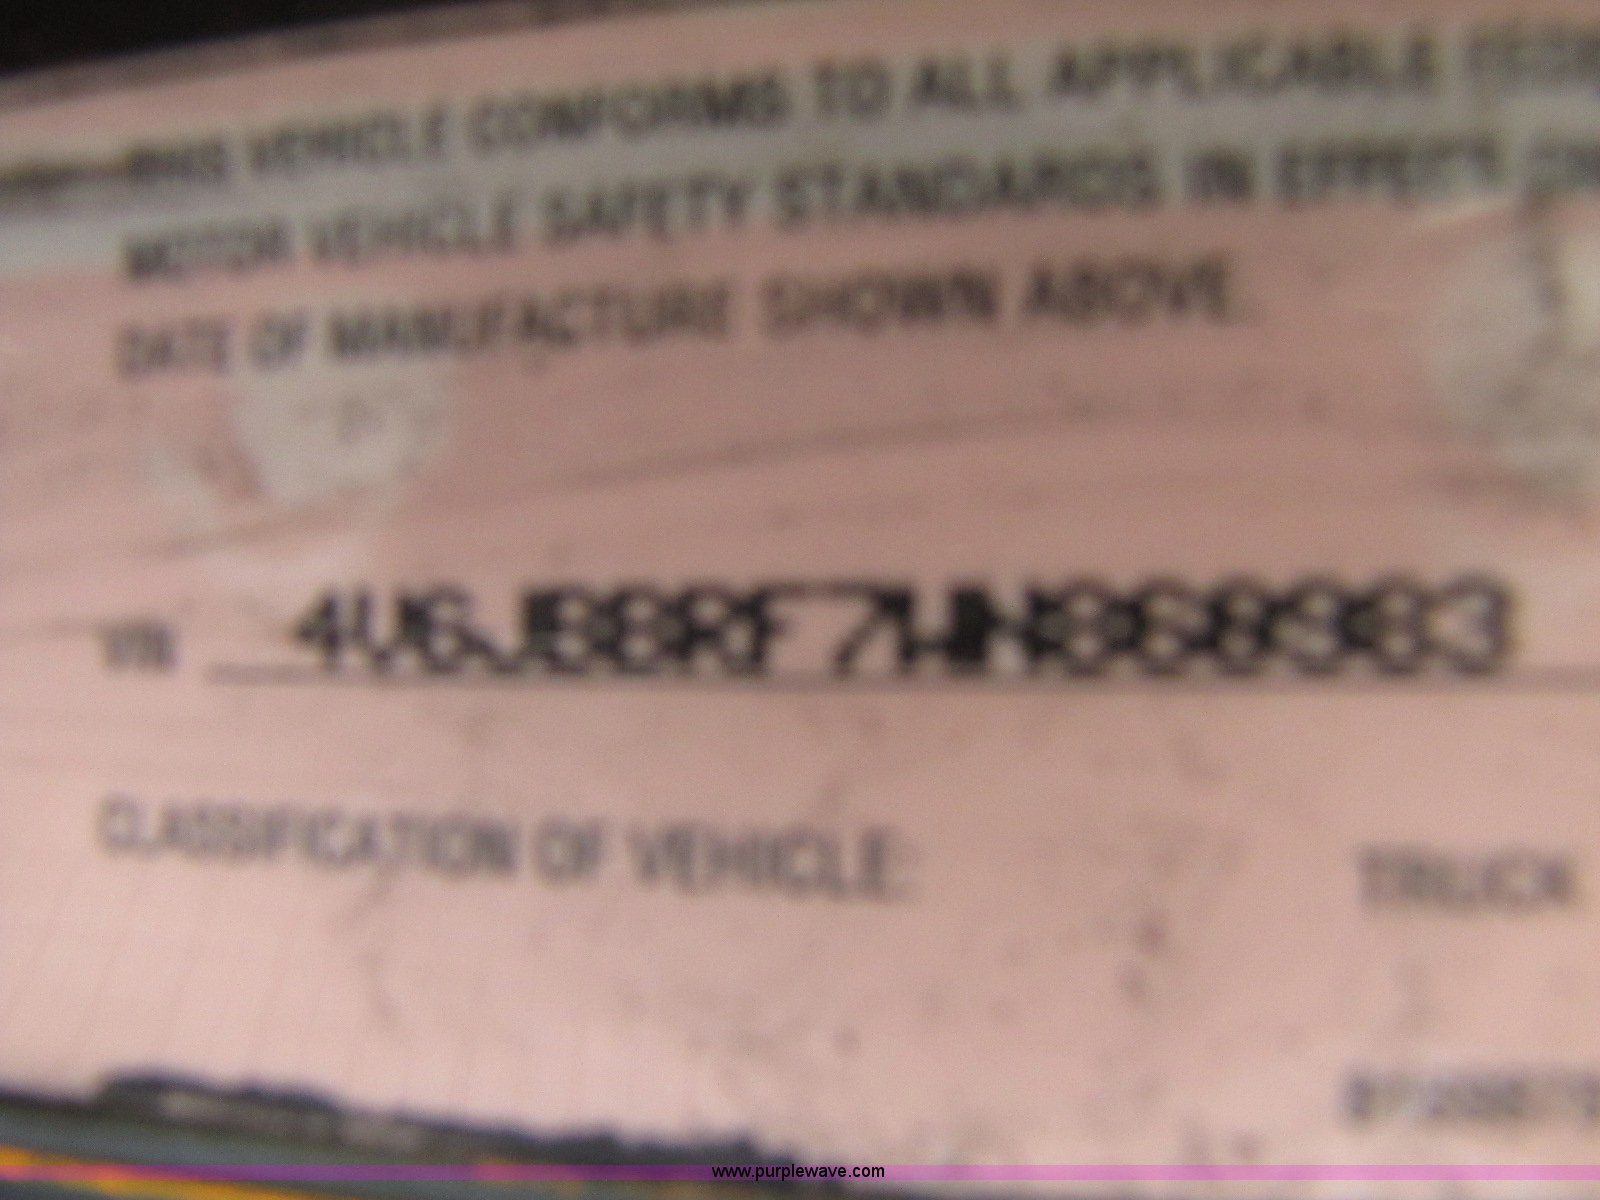 THIS VEHICLE CONFORMS TO ALL APPLICABLE
MOTOR VEHICLE SAFETY STANDARDS IN EFFECT ON
DATE OF MANUFACTURE SHOWN ABOVE.
VIN
CLASSIFICATION OF VEHICLE: TRUCK
www.purplewave.com